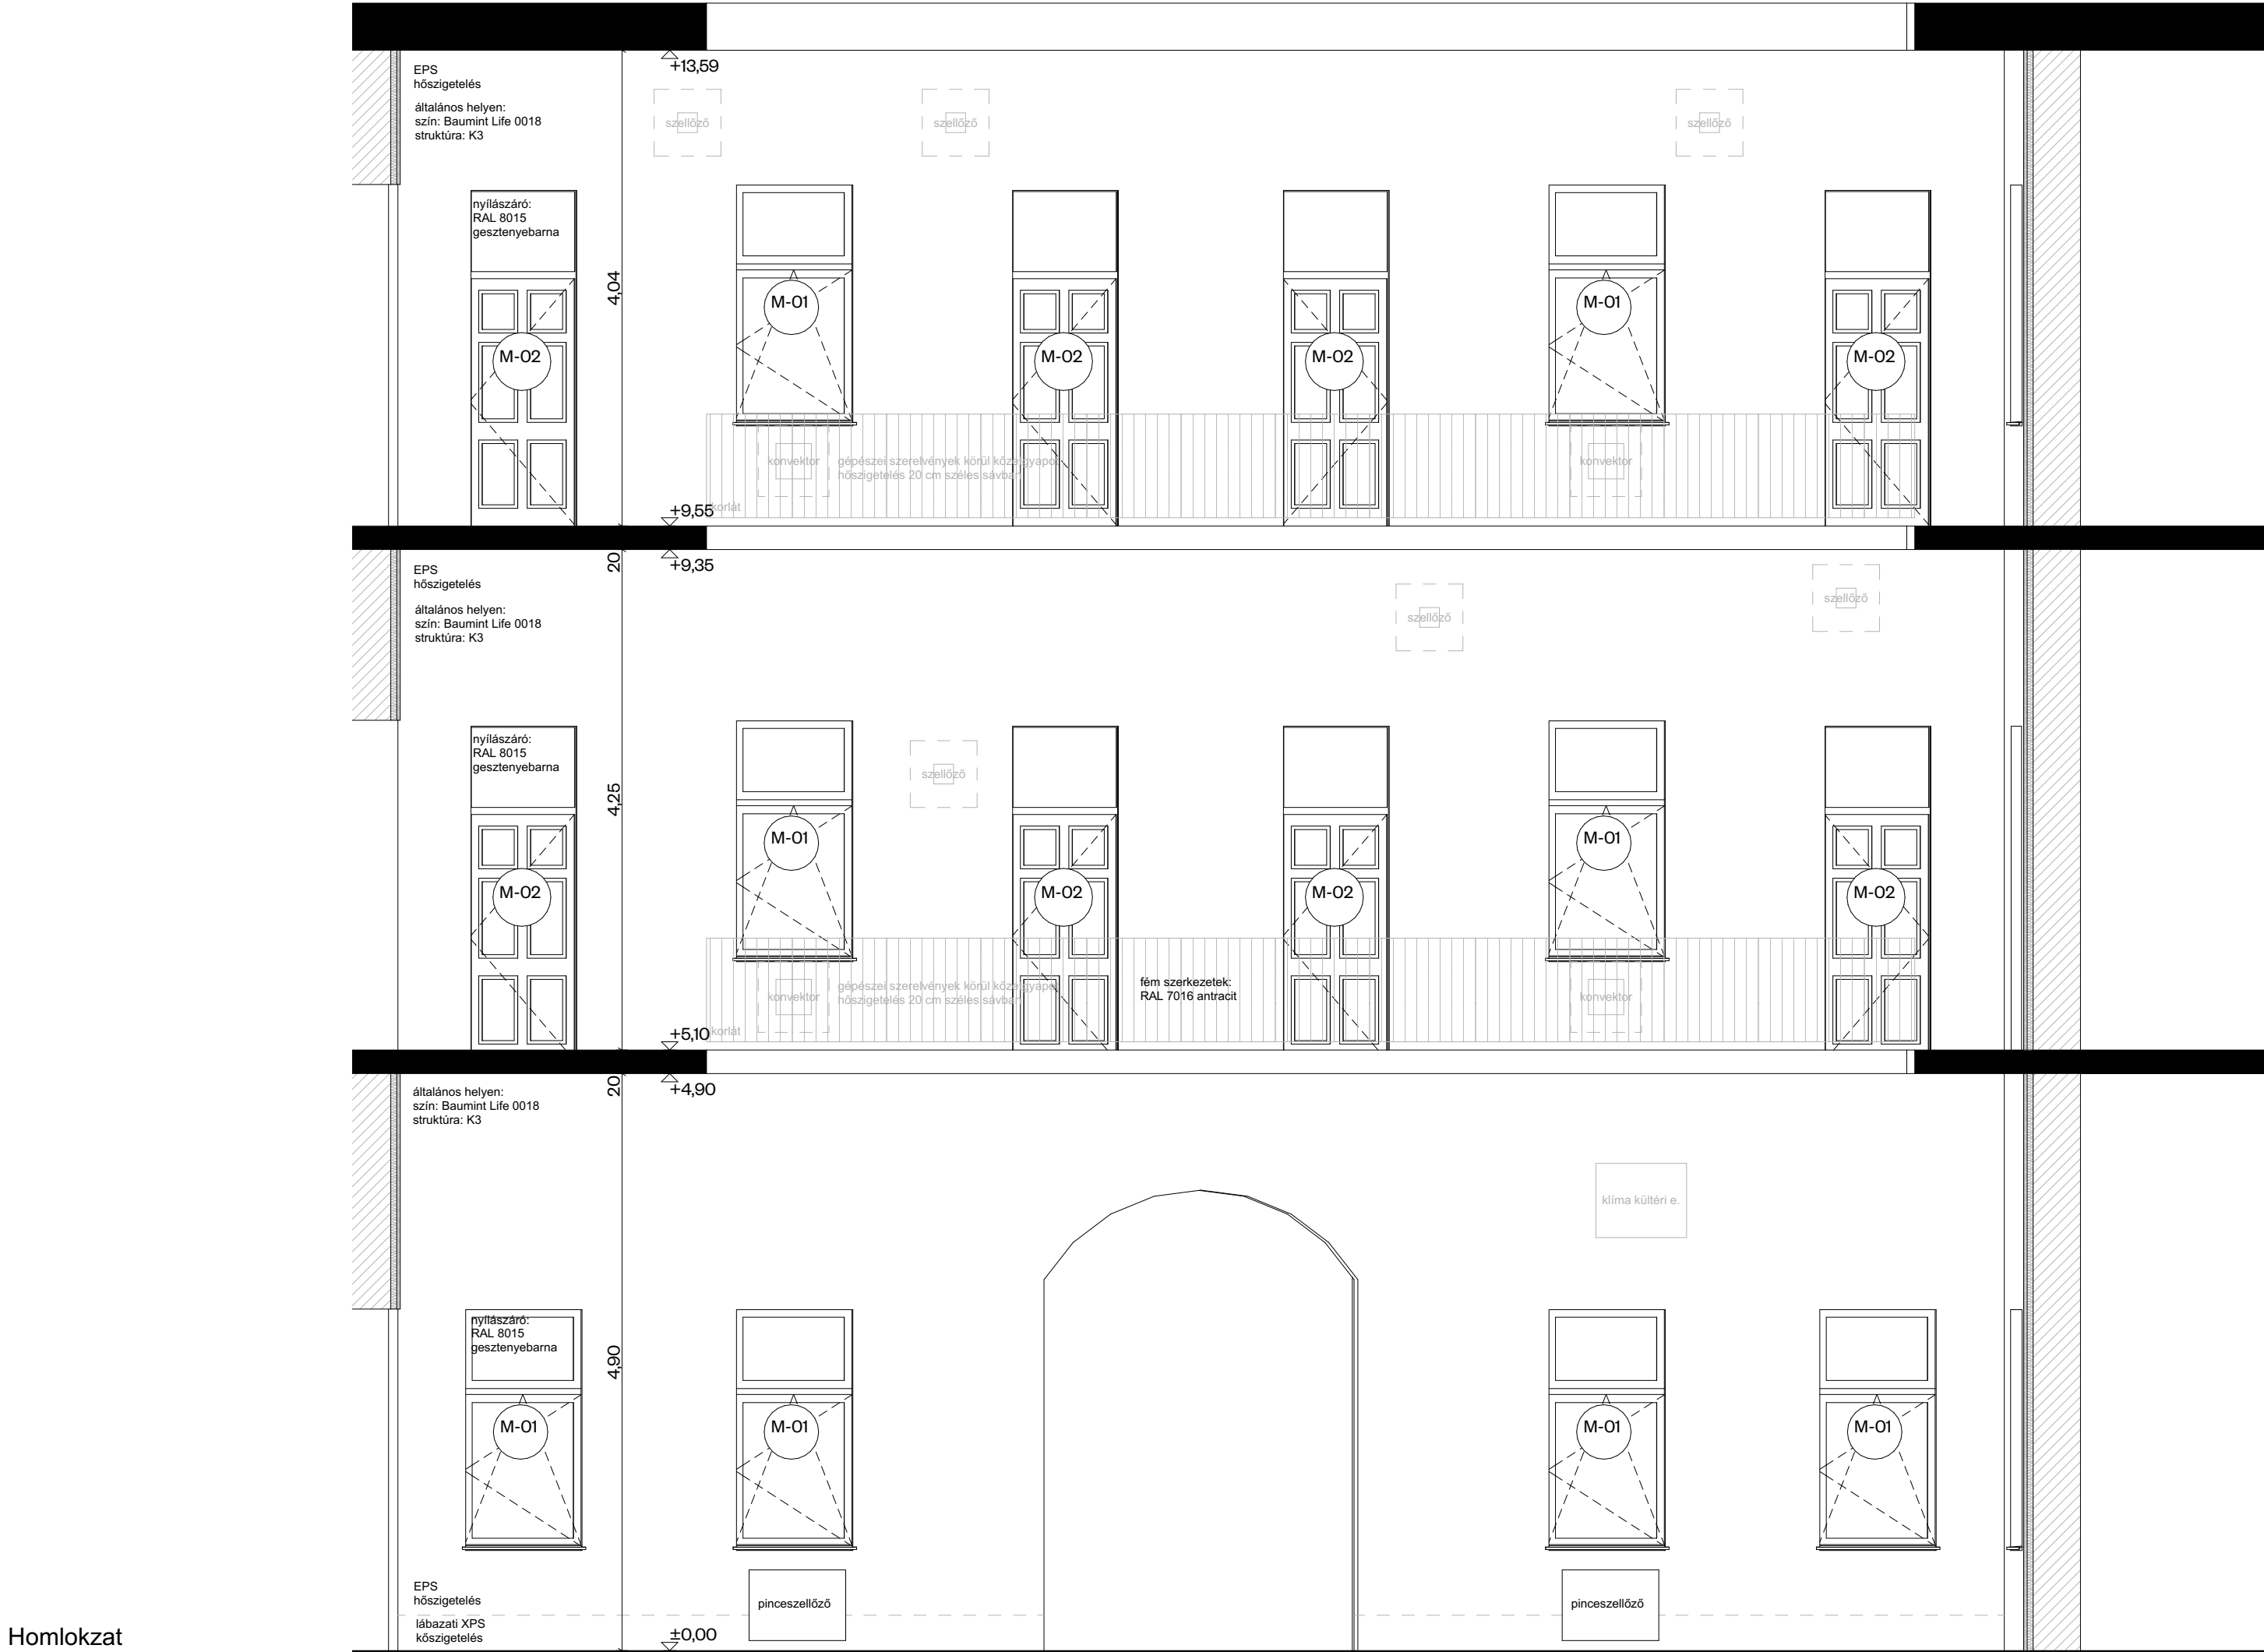 +13,59
EPS
hőszigetelés
általános helyen:
szín: Baumint Life 0018
struktúra: K3
szellőző
szellőző
szellőző
nyílászáró:
RAL 8015
gesztenyebarna
4,04
M-01
M-01
M-02
M-02
M-02
M-02
konvektor
gépészei szerelvények körül kőzetgyapot
hőszigetelés 20 cm széles sávban
konvektor
korlát
+9,55
20
+9,35
EPS
hőszigetelés
általános helyen:
szín: Baumint Life 0018
struktúra: K3
szellőző
szellőző
nyílászáró:
RAL 8015
gesztenyebarna
szellőző
4,25
M-01
M-01
M-02
M-02
M-02
M-02
konvektor
gépészei szerelvények körül kőzetgyapot
hőszigetelés 20 cm széles sávban
fém szerkezetek:
RAL 7016 antracit
konvektor
korlát
+5,10
20
+4,90
általános helyen:
szín: Baumint Life 0018
struktúra: K3
klíma kültéri e.
nyílászáró:
RAL 8015
gesztenyebarna
4,90
M-01
M-01
M-01
M-01
EPS
hőszigetelés
pinceszellőző
pinceszellőző
lábazati XPS
kőszigetelés
±0,00
Homlokzat